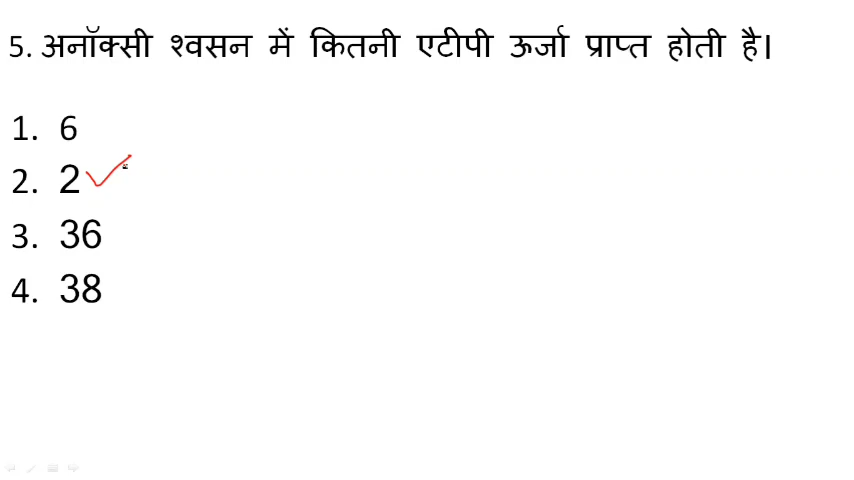 5. अनॉक्सी श्वसन में कितनी एटीपी ऊर्जा प्राप्त होती है।
1. 6
2. 2
3. 36
4. 38